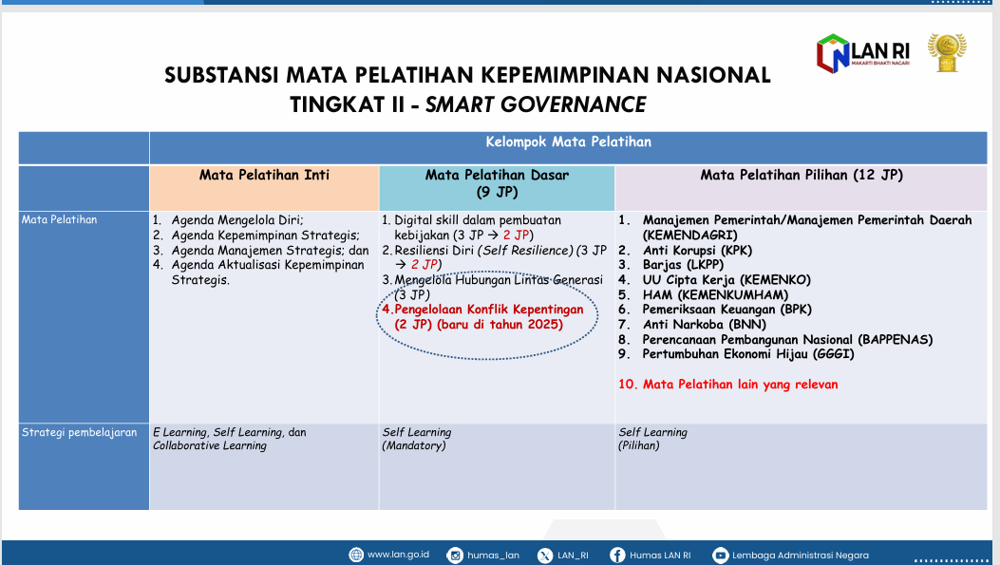 LAN RI
MAKARTI BHAKTI NAGARI
SUBSTANSI MATA PELATIHAN KEPEMIMPINAN NASIONAL
TINGKAT II - SMART GOVERNANCE
Kelompok Mata Pelatihan
Mata Pelatihan Inti
Mata Pelatihan Dasar
(9 JP)
Mata Pelatihan Pilihan (12 JP)
Mata Pelatihan
1. Agenda Mengelola Diri;
2. Agenda Kepemimpinan Strategis;
3. Agenda Manajemen Strategis; dan
4. Agenda Aktualisasi Kepemimpinan
Strategis.
1. Digital skill dalam pembuatan
kebijakan (3 JP → 2 JP)
2. Resiliensi Diri (Self Resilience) (3 JP
→ 2 JP)
3. Mengelola Hubungan Lintas Generasi
(3 JP)
4. Pengelolaan Konflik Kepentingan
(2 JP) (baru di tahun 2025)
1. Manajemen Pemerintah/Manajemen Pemerintah Daerah
(KEMENDAGRI)
2. Anti Korupsi (KPK)
3. Barjas (LKPP)
4. UU Cipta Kerja (KEMENKO)
5. HAM (KEMENKUMHAM)
6. Pemeriksaan Keuangan (BPK)
7. Anti Narkoba (BNN)
8. Perencanaan Pembangunan Nasional (BAPPENAS)
9. Pertumbuhan Ekonomi Hijau (GGGI)
10. Mata Pelatihan lain yang relevan
Strategi pembelajaran
E Learning, Self Learning, dan
Collaborative Learning
Self Learning
(Mandatory)
Self Learning
(Pilihan)
www.lan.go.id
humas_lan
LAN_RI
Humas LAN RI
Lembaga Administrasi Negara